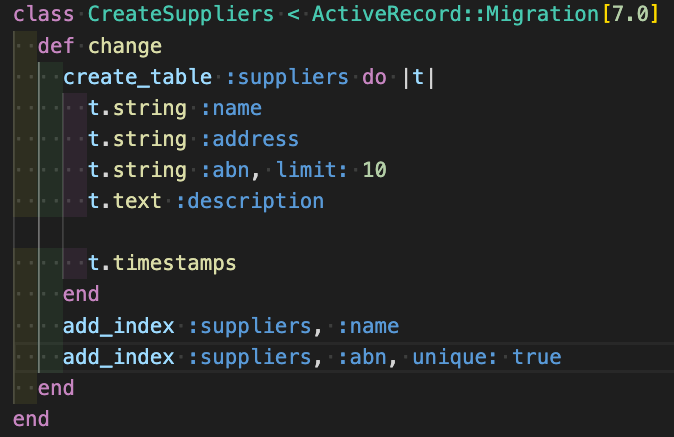 class CreateSuppliers < ActiveRecord::Migration[7.0]
  def change
    create_table :suppliers do |t|
      t.string :name
      t.string :address
      t.string :abn, limit: 10
      t.text :description

      t.timestamps
    end
    add_index :suppliers, :name
    add_index :suppliers, :abn, unique: true
  end
end